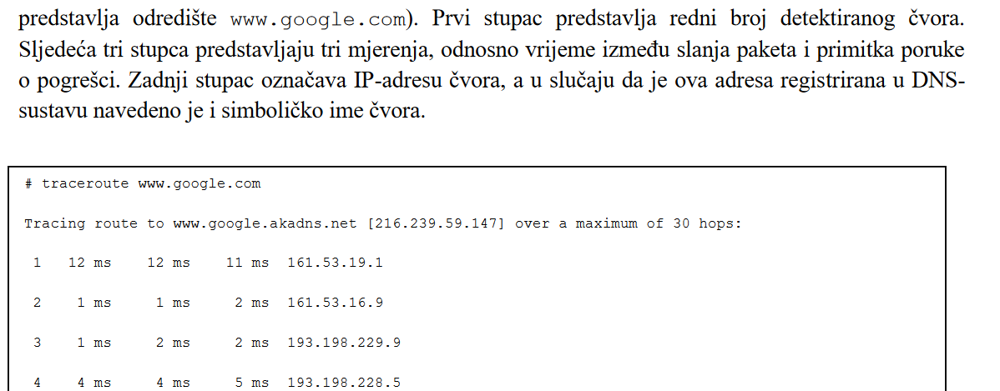 predstavlja odredište www.google.com). Prvi stupac predstavlja redni broj detektiranog čvora.
Sljedeća tri stupca predstavljaju tri mjerenja, odnosno vrijeme između slanja paketa i primitka poruke
o pogrešci. Zadnji stupac označava IP-adresu čvora, a u slučaju da je ova adresa registrirana u DNS-
sustavu navedeno je i simboličko ime čvora.
# traceroute www.google.com
Tracing route to www.google.akadns.net [216.239.59.147] over a maximum of 30 hops:
1 12 ms 12 ms 11 ms 161.53.19.1
2 1 ms 1 ms 2 ms 161.53.16.9
3 1 ms 2 ms 2 ms 193.198.229.9
4 4 ms 4 ms 5 ms 193.198.228.5